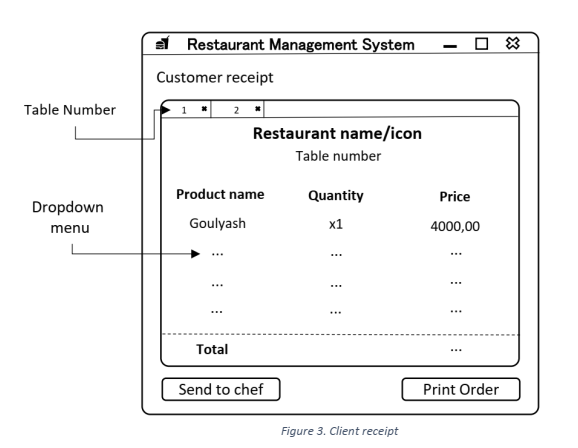 Restaurant Management System
Customer receipt
Table Number
1 2
Restaurant name/icon
Table number
Product name Quantity Price
Dropdown
menu
Goulyash x1 4000,00
... ... ...
... ... ...
... ... ...
Total ...
Send to chef Print Order
Figure 3. Client receipt